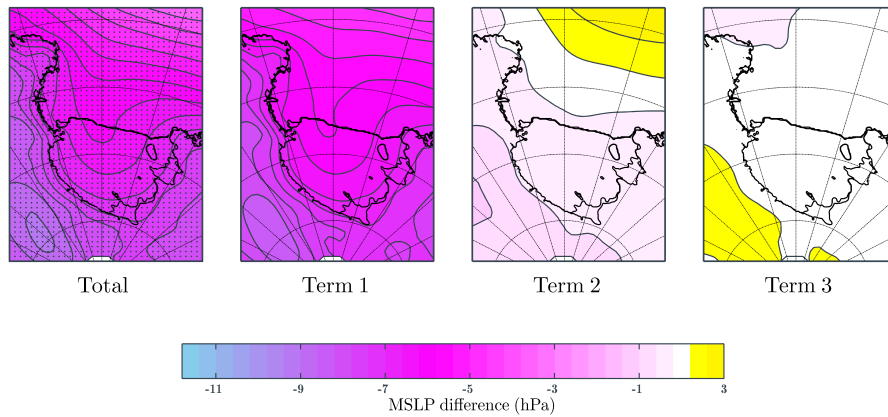 Total Term 1 Term 2 Term 3
-11 -9 -7 -5 -3 -1 3
MSLP difference (hPa)